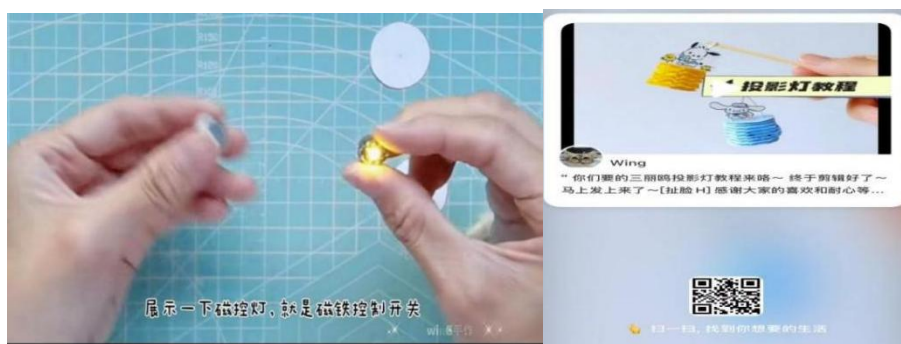 展示一下磁控灯，就是磁铁控制开关
投影灯教程
Wing
“你们要的三丽鸥投影灯教程来咯～ 终于剪辑好了～
马上发上来了～[扯脸H] 感谢大家的喜欢和耐心等...
扫一扫，找到你想要的生活